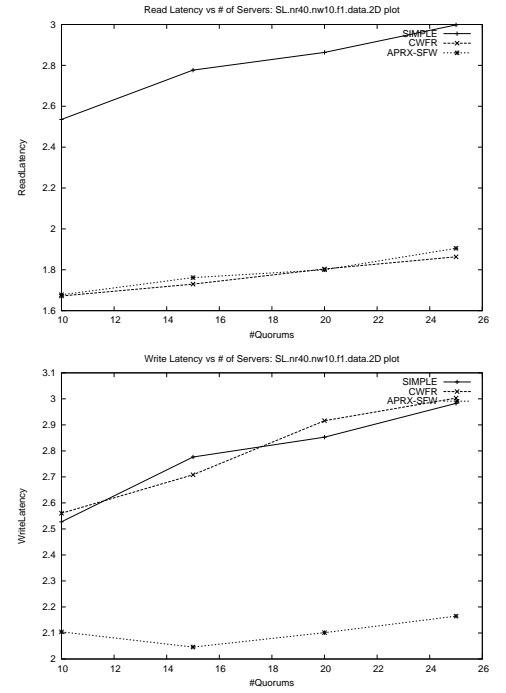 Read Latency vs # of Servers: SL.nr40.nw10.f1.data.2D plot
3
2.8
2.6
2.4
2.2
2
1.8
1.6
ReadLatency
SIMPLE
CWFR
APRX-SFW
10 12 14 16 18 20 22 24 26
#Quorums
Write Latency vs # of Servers: SL.nr40.nw10.f1.data.2D plot
3.1
3
2.9
2.8
2.7
2.6
2.5
2.4
2.3
2.2
2.1
2
WriteLatency
SIMPLE
CWFR
APRX-SFW
10 12 14 16 18 20 22 24 26
#Quorums